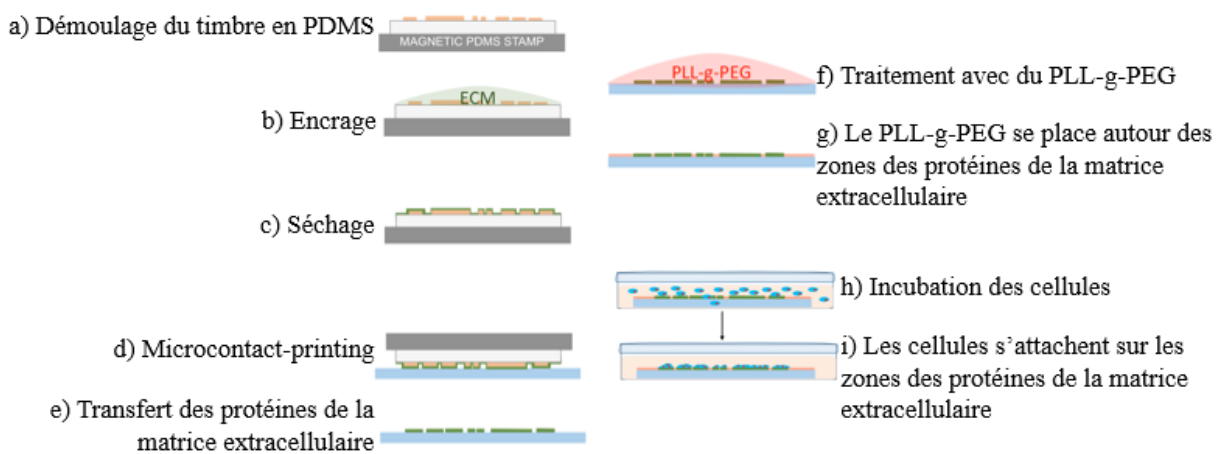 a) Démoulage du timbre en PDMS
MAGNETIC PDMS STAMP
b) Encrage
ECM
c) Séchage
d) Microcontact-printing
e) Transfert des protéines de la
matrice extracellulaire
PLL-g-PEG
f) Traitement avec du PLL-g-PEG
g) Le PLL-g-PEG se place autour des
zones des protéines de la matrice
extracellulaire
h) Incubation des cellules
i) Les cellules s’attachent sur les
zones des protéines de la matrice
extracellulaire